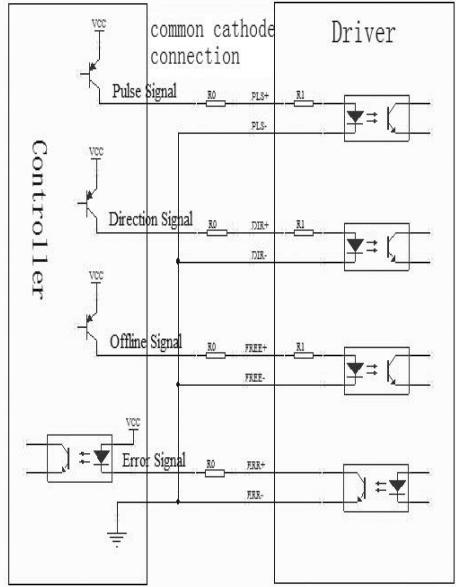 common cathode
connection
Driver
Controller
VCC
Pulse Signal
R0
PLS+
R1
PLS-
VCC
Direction Signal
R0
DIR+
R1
DIR-
VCC
Offline Signal
R0
FREE+
R1
FREE-
VCC
Error Signal
R0
ERR+
ERR-